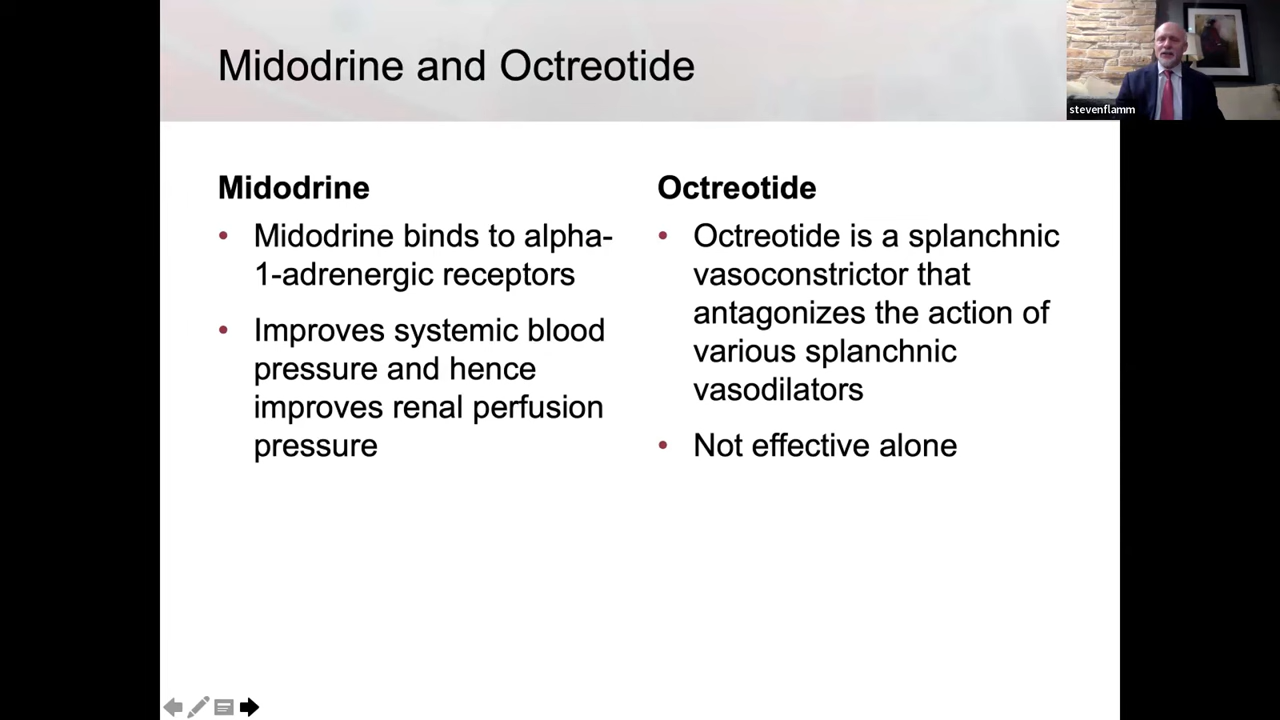 Midodrine and Octreotide
stevenflamm
Midodrine
• Midodrine binds to alpha-
1-adrenergic receptors
• Improves systemic blood
pressure and hence
improves renal perfusion
pressure
Octreotide
• Octreotide is a splanchnic
vasoconstrictor that
antagonizes the action of
various splanchnic
vasodilators
• Not effective alone